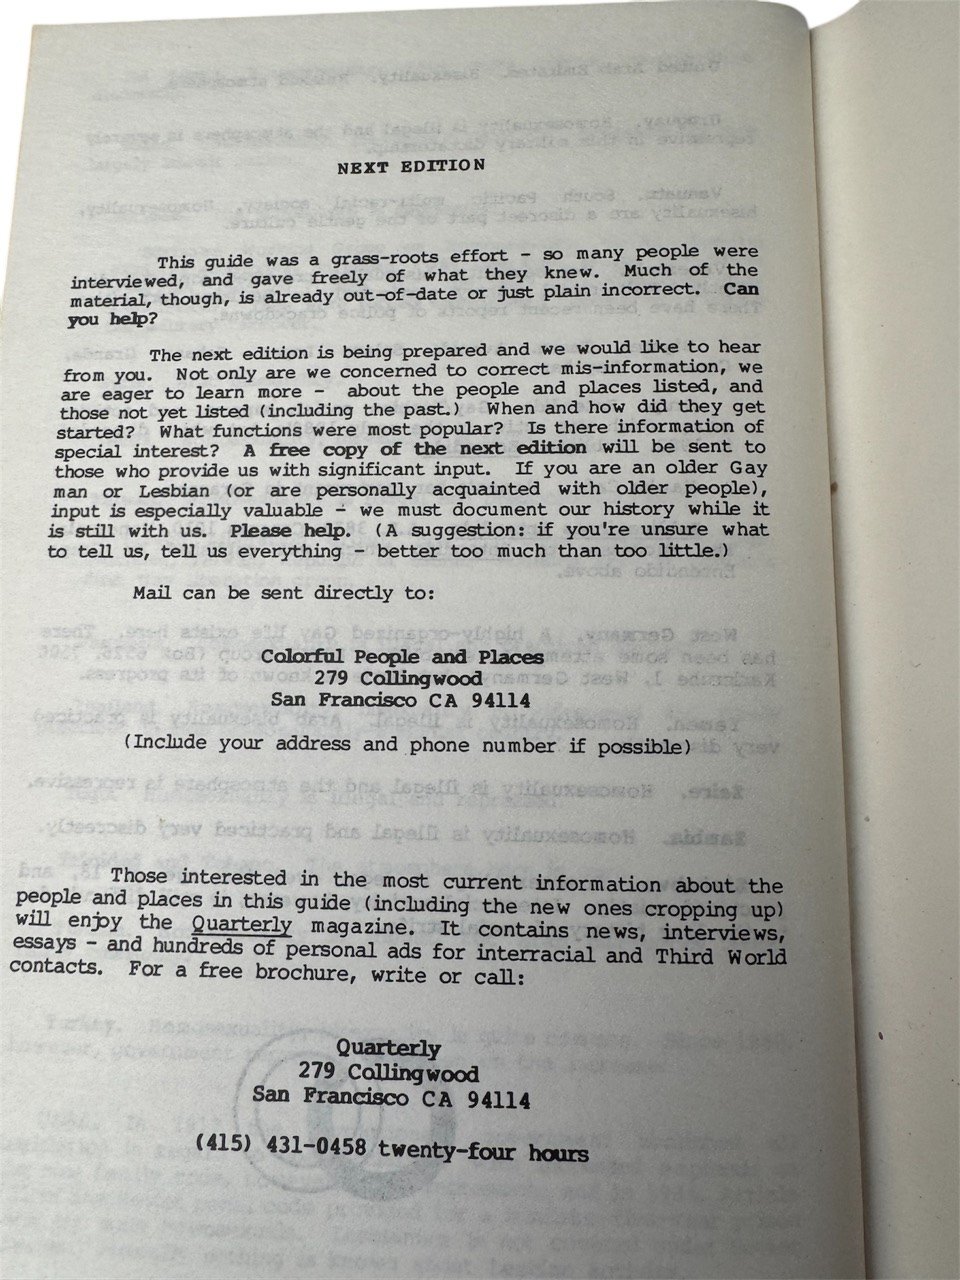 NEXT EDITION
This guide was a grass-roots effort - so many people were
interviewed, and gave freely of what they knew. Much of the
material, though, is already out-of-date or just plain incorrect. Can
you help?
The next edition is being prepared and we would like to hear
from you. Not only are we concerned to correct mis-information, we
are eager to learn more - about the people and places listed, and
those not yet listed (including the past.) When and how did they get
started? What functions were most popular? Is there information of
special interest? A free copy of the next edition will be sent to
those who provide us with significant input. If you are an older Gay
man or Lesbian (or are personally acquainted with older people),
input is especially valuable - we must document our history while it
is still with us. Please help. (A suggestion: if you're unsure what
to tell us, tell us everything - better too much than too little.)
Mail can be sent directly to:
Colorful People and Places
279 Collingwood
San Francisco CA 94114
(Include your address and phone number if possible)
Those interested in the most current information about the
people and places in this guide (including the new ones cropping up)
will enjoy the Quarterly magazine. It contains news, interviews,
essays - and hundreds of personal ads for interracial and Third World
contacts. For a free brochure, write or call:
Quarterly
279 Collingwood
San Francisco CA 94114
(415) 431-0458 twenty-four hours